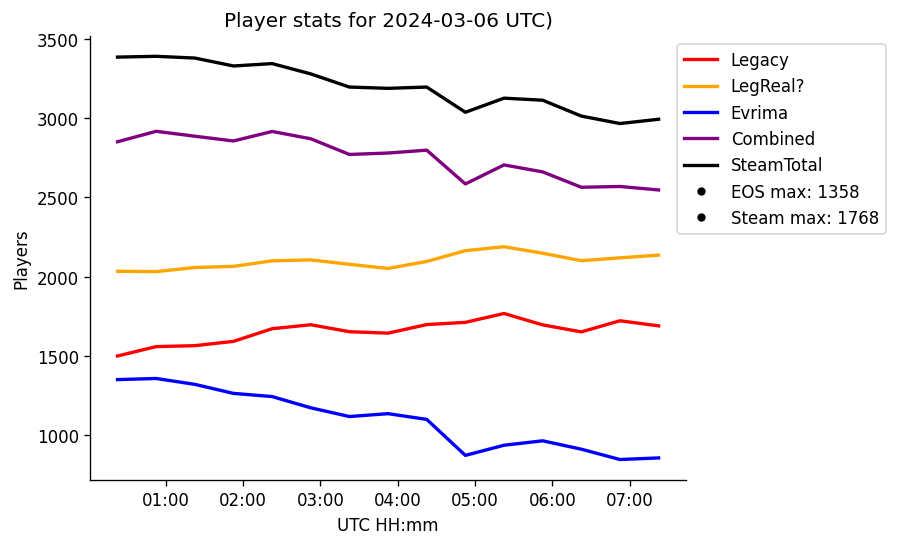 Player stats for 2024-03-06 UTC)
3500
3000
2500
2000
1500
1000
Players
01:00 02:00 03:00 04:00 05:00 06:00 07:00
UTC HH:mm
Legacy
LegReal?
Evrima
Combined
SteamTotal
EOS max: 1358
Steam max: 1768